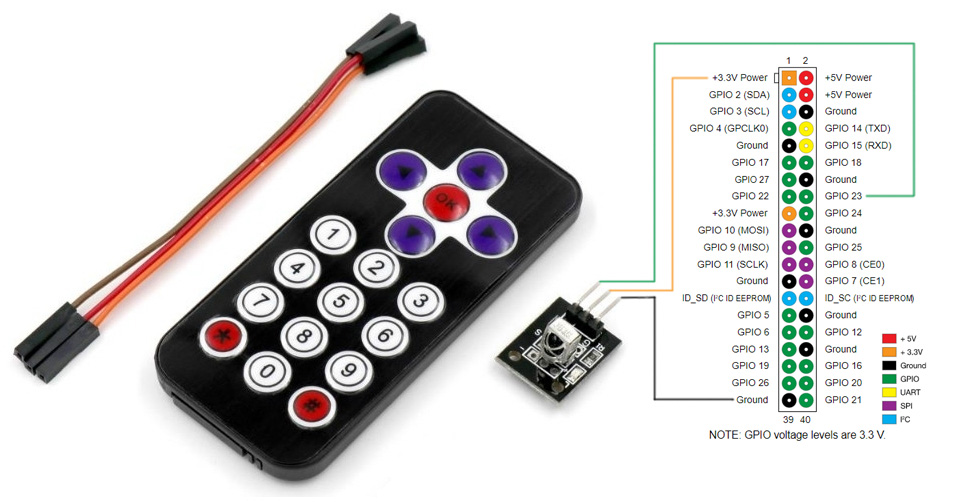 OK
1
4
2
7
5
3
*
8
6
0
9
#
S
1 2
+3.3V Power +5V Power
GPIO 2 (SDA) +5V Power
GPIO 3 (SCL) Ground
GPIO 4 (GPCLK0) GPIO 14 (TXD)
Ground GPIO 15 (RXD)
GPIO 17 GPIO 18
GPIO 27 Ground
GPIO 22 GPIO 23
+3.3V Power GPIO 24
GPIO 10 (MOSI) Ground
GPIO 9 (MISO) GPIO 25
GPIO 11 (SCLK) GPIO 8 (CE0)
Ground GPIO 7 (CE1)
ID_SD (I²C ID EEPROM) ID_SC (I²C ID EEPROM)
GPIO 5 Ground
GPIO 6 GPIO 12
GPIO 13 Ground
GPIO 19 GPIO 16
GPIO 26 GPIO 20
Ground GPIO 21
39 40
NOTE: GPIO voltage levels are 3.3 V.
+ 5V
+ 3.3V
Ground
GPIO
UART
SPI
I²C